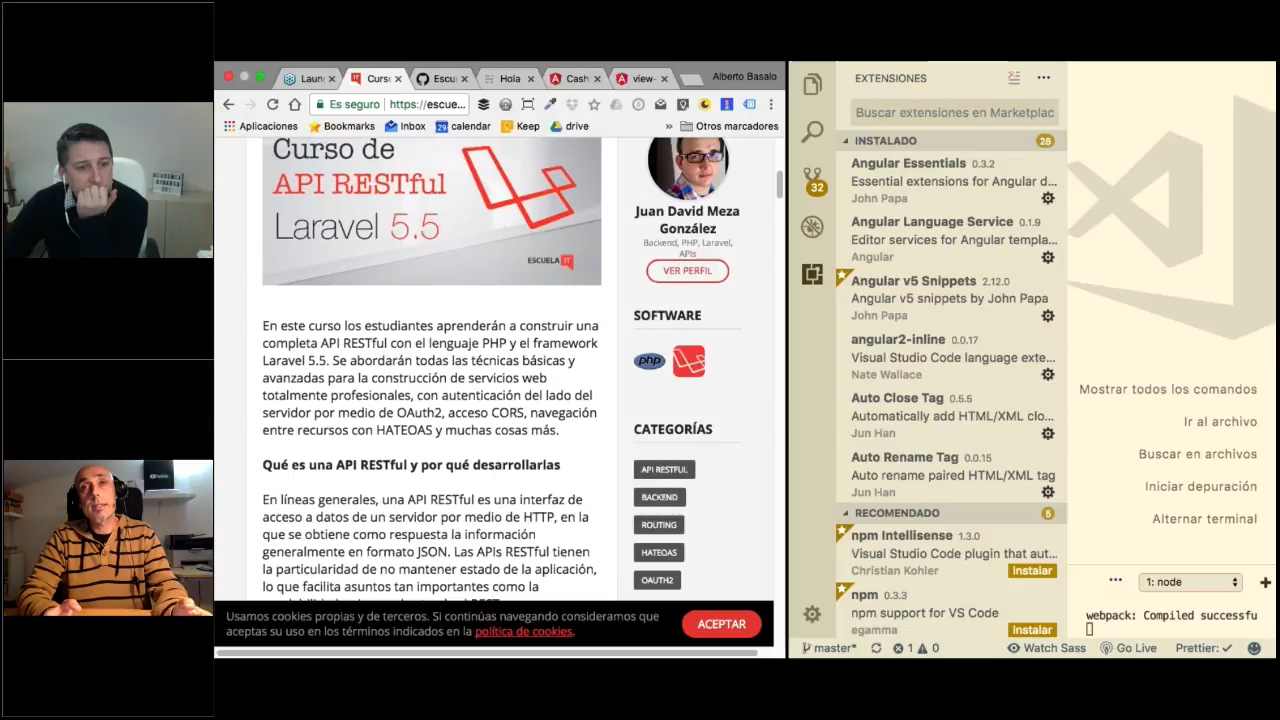 Laun
Curso
Escu
Hola
Cash
view-
Alberto Basalo
Es seguro
https://escue...
Aplicaciones
Bookmarks
Inbox
calendar
Keep
drive
»
Otros marcadores
Curso de
API RESTful
Laravel 5.5
ESCUELA IT
Juan David Meza
González
Backend, PHP, Laravel,
APIs
VER PERFIL
SOFTWARE
php
CATEGORÍAS
API RESTFUL
BACKEND
ROUTING
HATEOAS
OAUTH2
En este curso los estudiantes aprenderán a construir una
completa API RESTful con el lenguaje PHP y el framework
Laravel 5.5. Se abordarán todas las técnicas básicas y
avanzadas para la construcción de servicios web
totalmente profesionales, con autenticación del lado del
servidor por medio de OAuth2, acceso CORS, navegación
entre recursos con HATEOAS y muchas cosas más.
Qué es una API RESTful y por qué desarrollarlas
En líneas generales, una API RESTful es una interfaz de
acceso a datos de un servidor por medio de HTTP, en la
que se obtiene como respuesta la información
generalmente en formato JSON. Las APIs RESTful tienen
la particularidad de no mantener estado de la aplicación,
lo que facilita asuntos tan importantes como la
Usamos cookies propias y de terceros. Si continúas navegando consideramos que
aceptas su uso en los términos indicados en la política de cookies.
ACEPTAR
EXTENSIONES
Buscar extensiones en Marketplac
INSTALADO
28
32
Angular Essentials 0.3.2
Essential extensions for Angular d...
John Papa
Angular Language Service 0.1.9
Editor services for Angular templa...
Angular
Angular v5 Snippets 2.12.0
Angular v5 snippets by John Papa
John Papa
angular2-inline 0.0.17
Visual Studio Code language exte...
Nate Wallace
Auto Close Tag 0.5.5
Automatically add HTML/XML clo...
Jun Han
Auto Rename Tag 0.0.15
Auto rename paired HTML/XML tag
Jun Han
RECOMENDADO
5
npm Intellisense 1.3.0
Visual Studio Code plugin that aut...
Christian Kohler
Instalar
npm 0.3.3
npm support for VS Code
egamma
Instalar
Mostrar todos los comandos
Ir al archivo
Buscar en archivos
Iniciar depuración
Alternar terminal
1: node
webpack: Compiled successfu
master*
1
0
Watch Sass
Go Live
Prettier: ✓